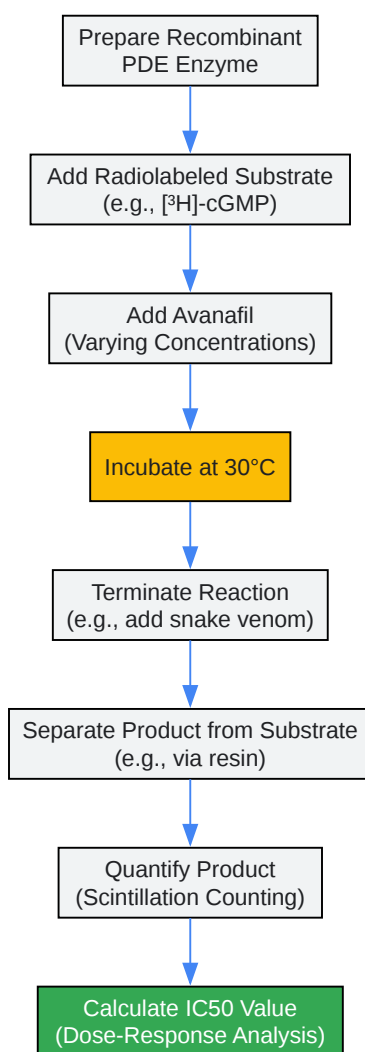 Prepare Recombinant
PDE Enzyme
Add Radiolabeled Substrate
(e.g., [³H]-cGMP)
Add Avanafil
(Varying Concentrations)
Incubate at 30°C
Terminate Reaction
(e.g., add snake venom)
Separate Product from Substrate
(e.g., via resin)
Quantify Product
(Scintillation Counting)
Calculate IC50 Value
(Dose-Response Analysis)